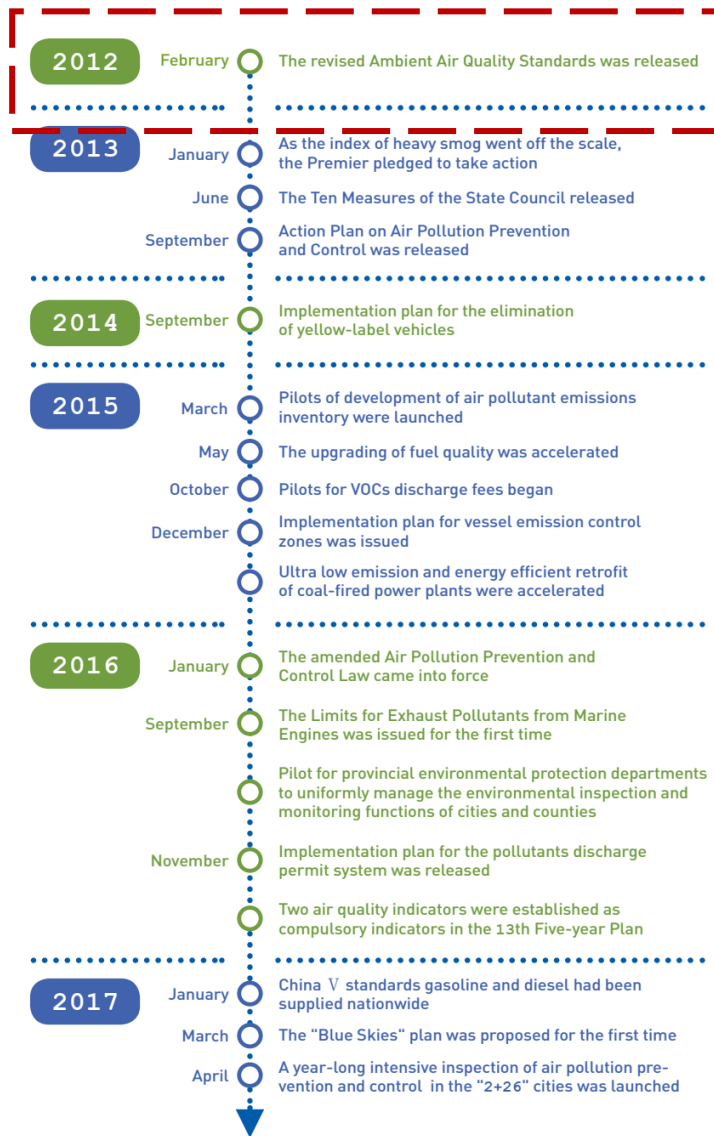 2012
February
The revised Ambient Air Quality Standards was released
2013
January
As the index of heavy smog went off the scale,
the Premier pledged to take action
June
The Ten Measures of the State Council released
September
Action Plan on Air Pollution Prevention
and Control was released
2014
September
Implementation plan for the elimination
of yellow-label vehicles
2015
March
Pilots of development of air pollutant emissions
inventory were launched
May
The upgrading of fuel quality was accelerated
October
Pilots for VOCs discharge fees began
December
Implementation plan for vessel emission control
zones was issued
Ultra low emission and energy efficient retrofit
of coal-fired power plants were accelerated
2016
January
The amended Air Pollution Prevention and
Control Law came into force
September
The Limits for Exhaust Pollutants from Marine
Engines was issued for the first time
Pilot for provincial environmental protection departments
to uniformly manage the environmental inspection and
monitoring functions of cities and counties
November
Implementation plan for the pollutants discharge
permit system was released
Two air quality indicators were established as
compulsory indicators in the 13th Five-year Plan
2017
January
China V standards gasoline and diesel had been
supplied nationwide
March
The "Blue Skies" plan was proposed for the first time
April
A year-long intensive inspection of air pollution pre-
vention and control in the "2+26" cities was launched